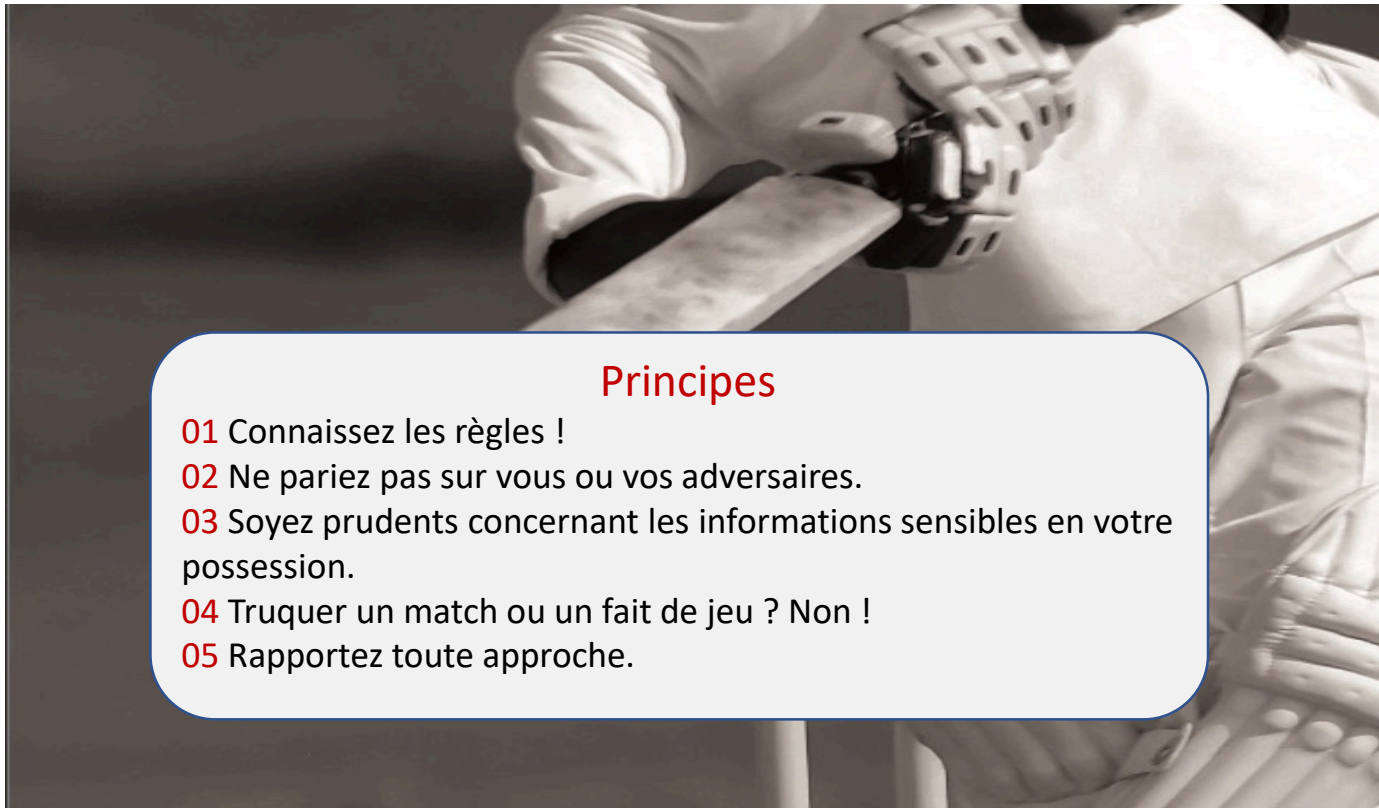 Principes
01 Connaissez les règles !
02 Ne pariez pas sur vous ou vos adversaires.
03 Soyez prudents concernant les informations sensibles en votre
possession.
04 Truquer un match ou un fait de jeu ? Non !
05 Rapportez toute approche.